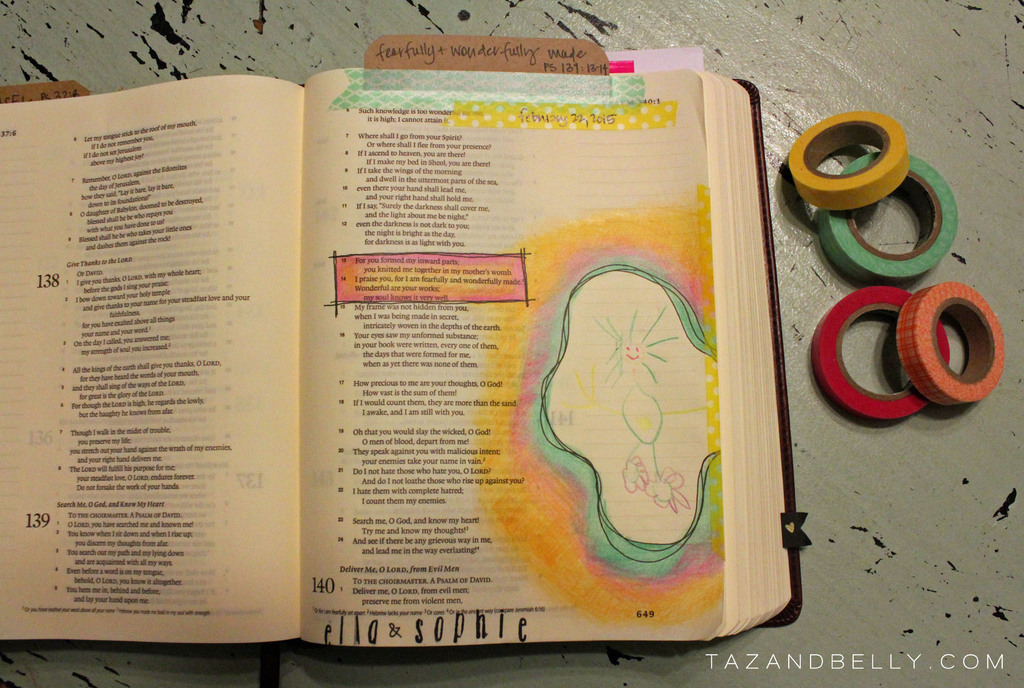 fearfully + wonderfully made
PS 139: 13-14
PS 32:8
37:6
6 Let my tongue stick to the roof of my mouth,
if I do not remember you,
if I do not set Jerusalem
above my highest joy!
7 Remember, O LORD, against the Edomites
the day of Jerusalem,
how they said, "Lay it bare, lay it bare,
down to its foundations!"
8 O daughter of Babylon, doomed to be destroyed,
blessed shall he be who repays you
with what you have done to us!
9 Blessed shall he be who takes your little ones
and dashes them against the rock!
Give Thanks to the LORD
138 OF DAVID.
1 I give you thanks, O LORD, with my whole heart;
before the gods I sing your praise;
2 I bow down toward your holy temple
and give thanks to your name for your steadfast love and your
faithfulness,
for you have exalted above all things
your name and your word.
3 On the day I called, you answered me;
my strength of soul you increased.
4 All the kings of the earth shall give you thanks, O LORD,
for they have heard the words of your mouth,
5 and they shall sing of the ways of the LORD,
for great is the glory of the LORD.
6 For though the LORD is high, he regards the lowly,
but the haughty he knows from afar.
7 Though I walk in the midst of trouble,
you preserve my life;
you stretch out your hand against the wrath of my enemies,
and your right hand delivers me.
8 The LORD will fulfill his purpose for me;
your steadfast love, O LORD, endures forever.
Do not forsake the work of your hands.
Search Me, O God, and Know My Heart
139 TO THE CHOIRMASTER. A PSALM OF DAVID.
1 O LORD, you have searched me and known me!
2 You know when I sit down and when I rise up;
you discern my thoughts from afar.
3 You search out my path and my lying down
and are acquainted with all my ways.
4 Even before a word is on my tongue,
behold, O LORD, you know it altogether.
5 You hem me in, behind and before,
and lay your hand upon me.
140:3
6 Such knowledge is too wonder
it is high; I cannot attain
february 22, 2015
7 Where shall I go from your Spirit?
Or where shall I flee from your presence?
8 If I ascend to heaven, you are there!
If I make my bed in Sheol, you are there!
9 If I take the wings of the morning
and dwell in the uttermost parts of the sea,
10 even there your hand shall lead me,
and your right hand shall hold me.
11 If I say, "Surely the darkness shall cover me,
and the light about me be night,"
12 even the darkness is not dark to you;
the night is bright as the day,
for darkness is as light with you.
13 For you formed my inward parts;
you knitted me together in my mother's womb.
14 I praise you, for I am fearfully and wonderfully made.
Wonderful are your works;
my soul knows it very well.
15 My frame was not hidden from you,
when I was being made in secret,
intricately woven in the depths of the earth.
16 Your eyes saw my unformed substance;
in your book were written, every one of them,
the days that were formed for me,
when as yet there was none of them.
17 How precious to me are your thoughts, O God!
How vast is the sum of them!
18 If I would count them, they are more than the sand.
I awake, and I am still with you.
19 Oh that you would slay the wicked, O God!
O men of blood, depart from me!
20 They speak against you with malicious intent;
your enemies take your name in vain.
21 Do I not hate those who hate you, O LORD?
And do I not loathe those who rise up against you?
22 I hate them with complete hatred;
I count them my enemies.
23 Search me, O God, and know my heart!
Try me and know my thoughts!
24 And see if there be any grievous way in me,
and lead me in the way everlasting!
Deliver Me, O LORD, from Evil Men
140 TO THE CHOIRMASTER. A PSALM OF DAVID.
1 Deliver me, O LORD, from evil men;
preserve me from violent men,
649
ella & sophie
TAZANDBELLY.COM